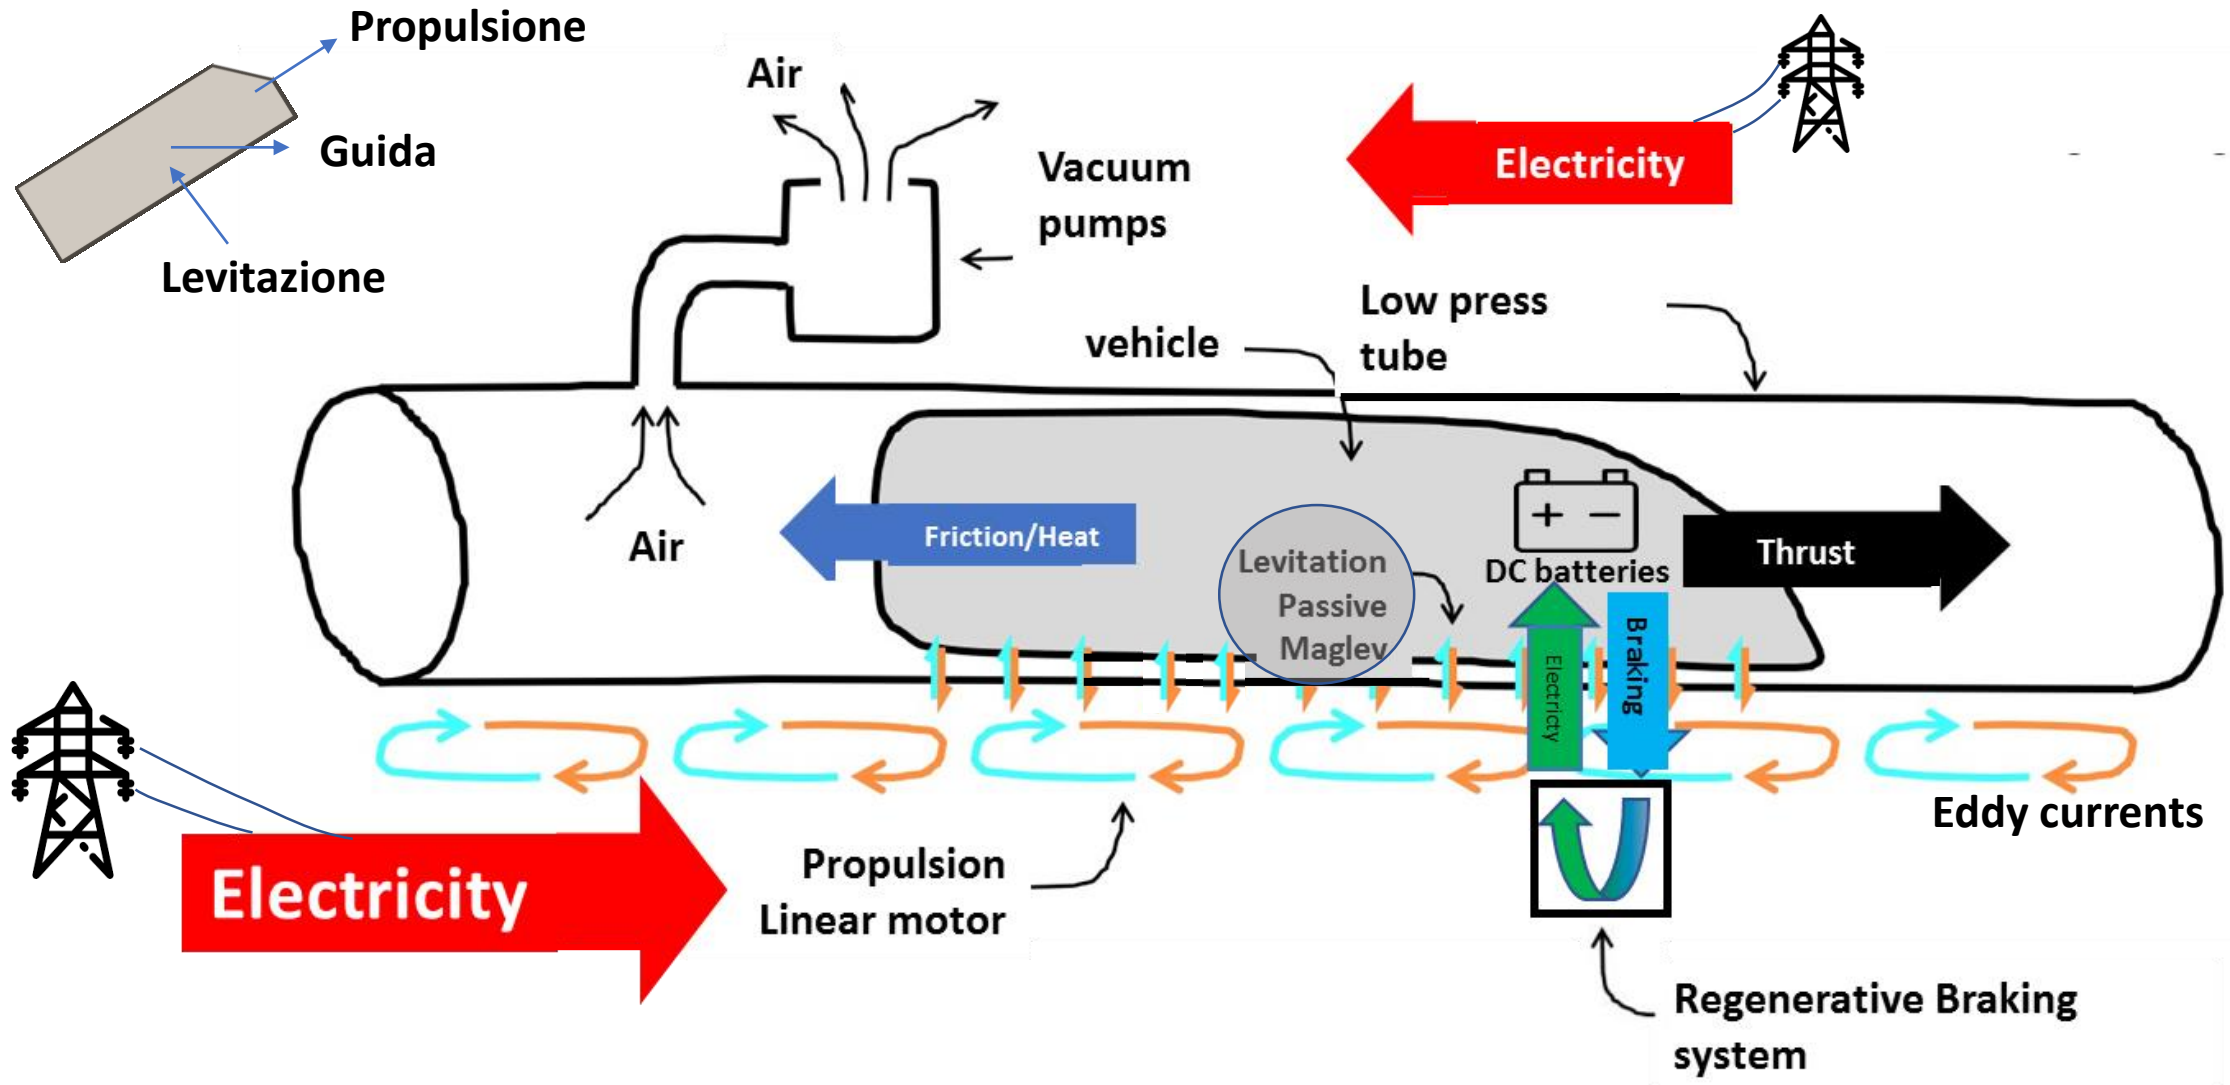 Propulsione
Guida
Levitazione
Air
Vacuum
pumps
Electricity
Low press
tube
vehicle
Air
Friction/Heat
Levitation
Passive
Maglev
+ −
DC batteries
Thrust
Electricity
Braking
Eddy currents
Electricity
Propulsion
Linear motor
Regenerative Braking
system